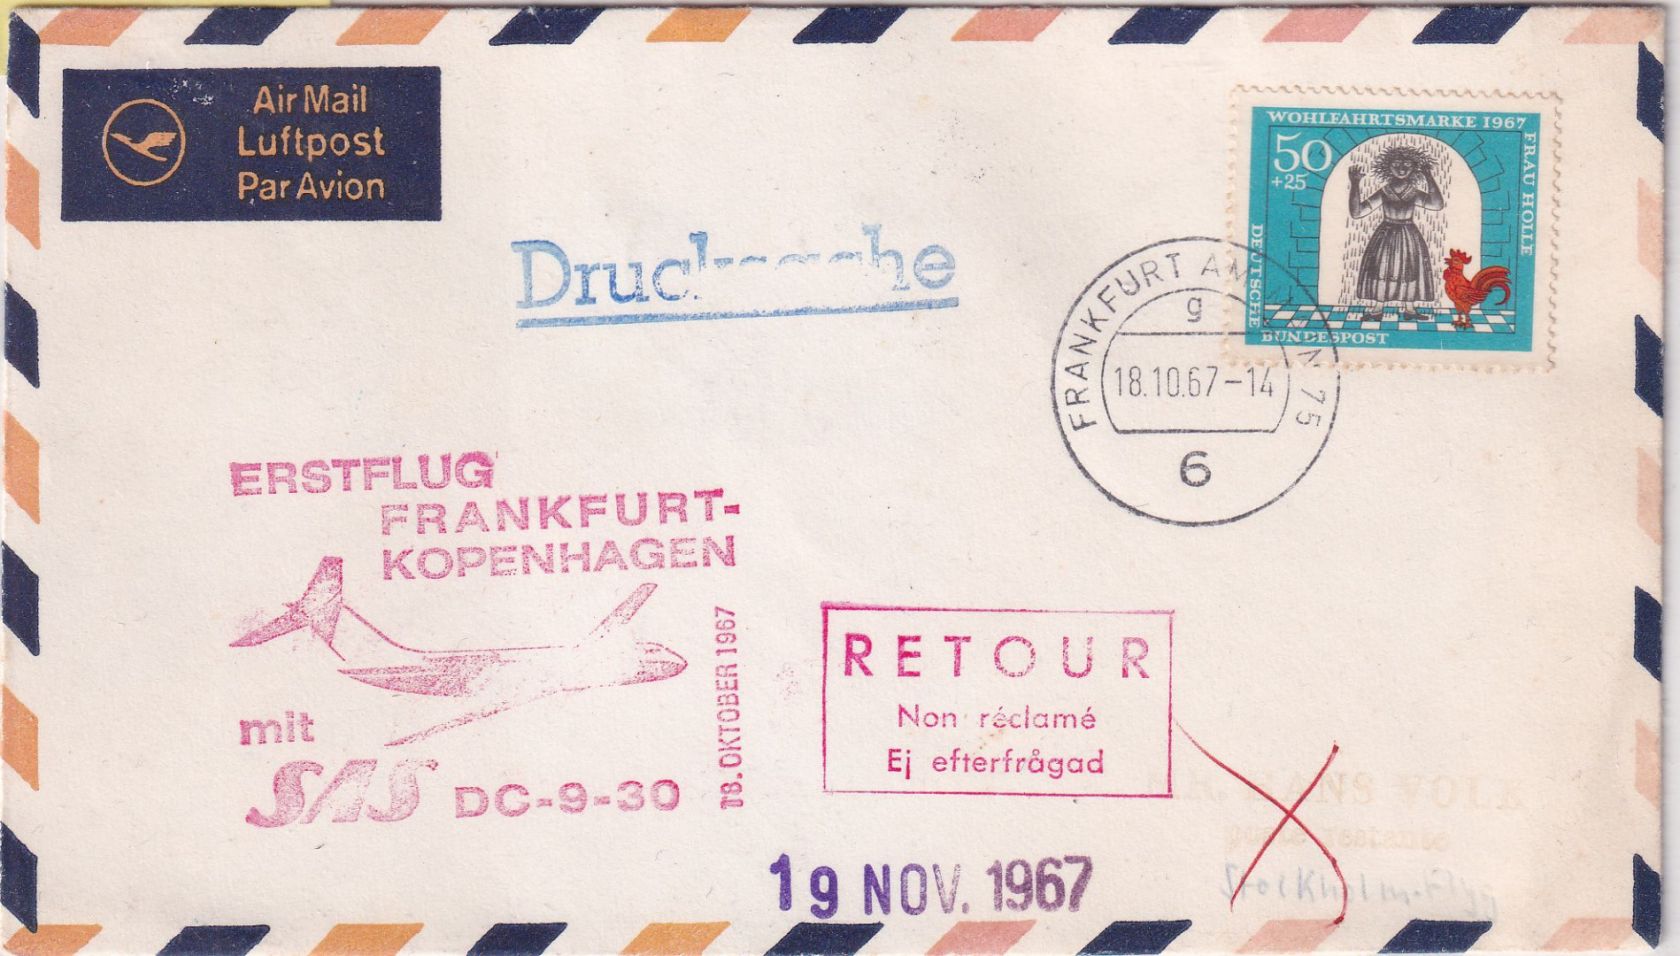 Air Mail
Luftpost
Par Avion
WOHLFAHRTSMARKE 1967
50
+25
FRAU HOLLE
DEUTSCHE
BUNDESPOST
Drucksache
FRANKFURT AM MAIN 75
g
18.10.67-14
6
ERSTFLUG
FRANKFURT-
KOPENHAGEN
mit
SAS DC-9-30
18. OKTOBER 1967
RETOUR
Non réclamé
Ej efterfrågad
19 NOV. 1967